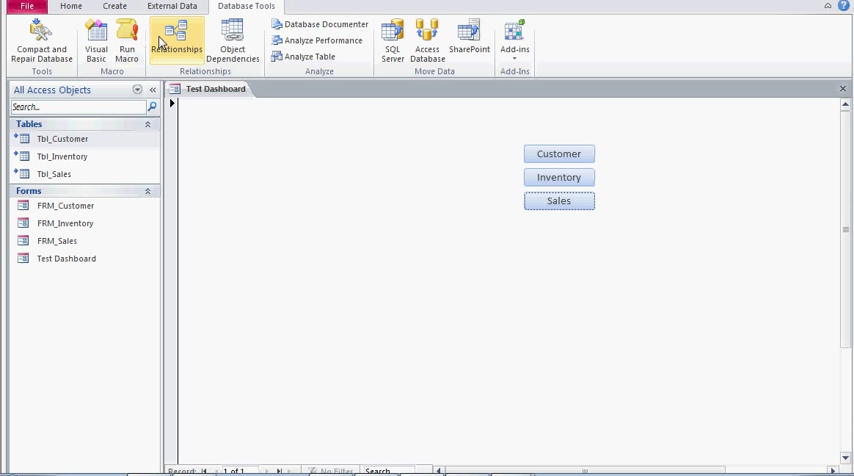 File Home Create External Data Database Tools
Compact and Repair Database
Visual Basic
Run Macro
Relationships
Object Dependencies
Database Documenter
Analyze Performance
Analyze Table
SQL Server
Access Database
SharePoint
Add-ins
Tools Macro Relationships Analyze Move Data Add-Ins
All Access Objects
Search...
Tables
Tbl_Customer
Tbl_Inventory
Tbl_Sales
Forms
FRM_Customer
FRM_Inventory
FRM_Sales
Test Dashboard
Test Dashboard
Customer
Inventory
Sales
Record: 1 of 1 No Filter Search